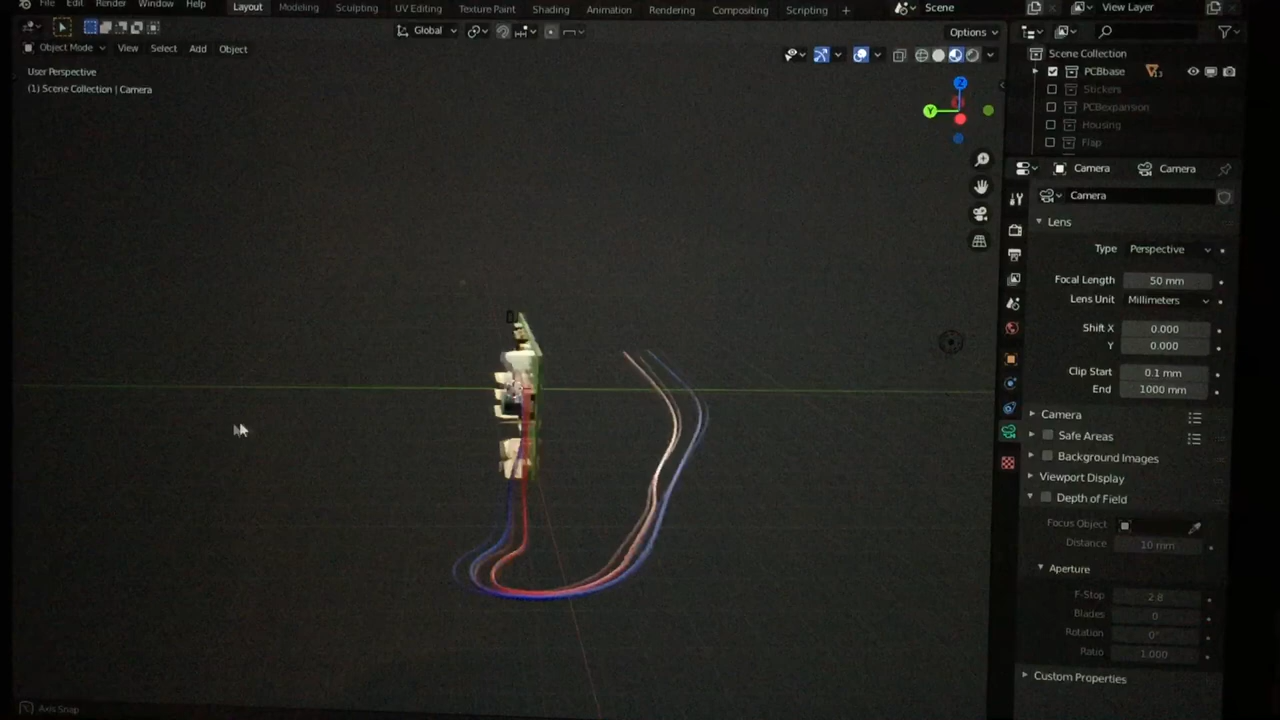 File Edit Render Window Help Layout Modeling Sculpting UV Editing Texture Paint Shading Animation Rendering Compositing Scripting + Scene View Layer
Global Options
Object Mode View Select Add Object
Scene Collection
User Perspective
(1) Scene Collection | Camera
PCBbase
13
Stickers
PCBexpansion
Housing
Flap
Z
Y
Camera Camera
Camera
Lens
Type Perspective
Focal Length 50 mm
Lens Unit Millimeters
Shift X 0.000
Y 0.000
Clip Start 0.1 mm
End 1000 mm
Camera
Safe Areas
Background Images
Viewport Display
Depth of Field
Focus Object
Distance 10 mm
Aperture
F-Stop 2.8
Blades 0
Rotation 0°
Ratio 1.000
Custom Properties
Axis Snap